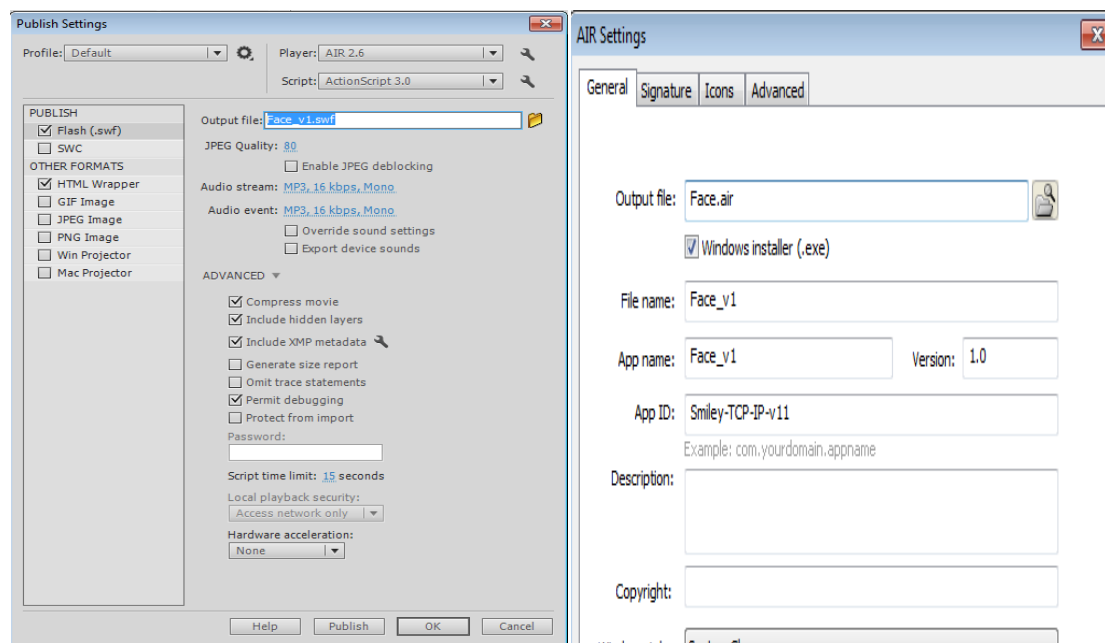 Publish Settings
Profile: Default
Player: AIR 2.6
Script: ActionScript 3.0
PUBLISH
Flash (.swf)
SWC
OTHER FORMATS
HTML Wrapper
GIF Image
JPEG Image
PNG Image
Win Projector
Mac Projector
Output file: Face_v1.swf
JPEG Quality: 80
Enable JPEG deblocking
Audio stream: MP3, 16 kbps, Mono
Audio event: MP3, 16 kbps, Mono
Override sound settings
Export device sounds
ADVANCED
Compress movie
Include hidden layers
Include XMP metadata
Generate size report
Omit trace statements
Permit debugging
Protect from import
Password:
Script time limit: 15 seconds
Local playback security:
Access network only
Hardware acceleration:
None
Help Publish OK Cancel
AIR Settings
General Signature Icons Advanced
Output file: Face.air
Windows installer (.exe)
File name: Face_v1
App name: Face_v1 Version: 1.0
App ID: Smiley-TCP-IP-v11
Example: com.yourdomain.appname
Description:
Copyright: